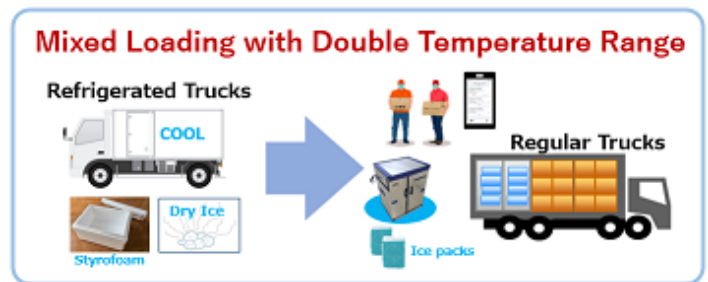 Mixed Loading with Double Temperature Range
Refrigerated Trucks
COOL
Dry Ice
Styrofoam
Regular Trucks
Ice packs